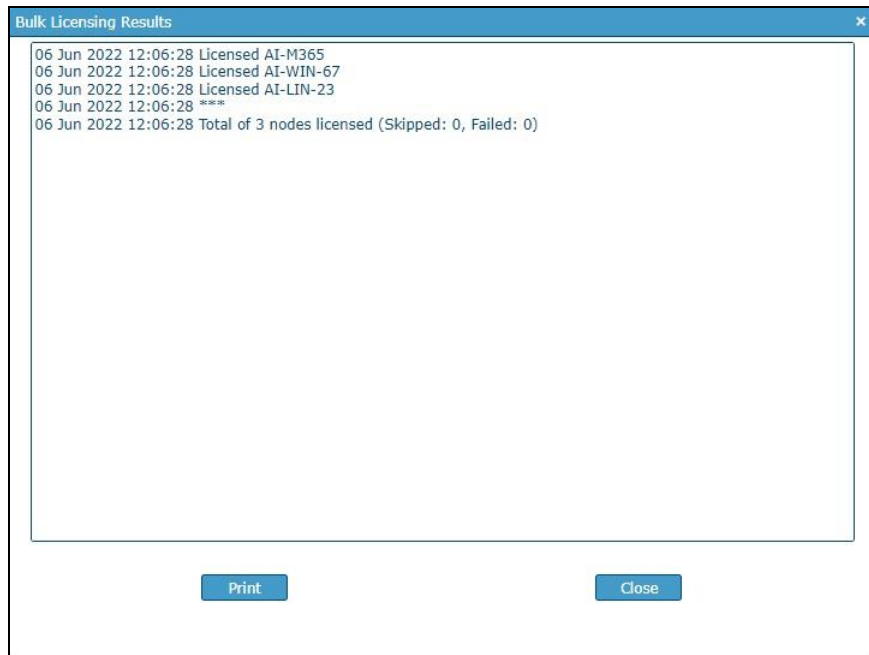 Bulk Licensing Results
×
06 Jun 2022 12:06:28 Licensed AI-M365
06 Jun 2022 12:06:28 Licensed AI-WIN-67
06 Jun 2022 12:06:28 Licensed AI-LIN-23
06 Jun 2022 12:06:28 ***
06 Jun 2022 12:06:28 Total of 3 nodes licensed (Skipped: 0, Failed: 0)
Print
Close